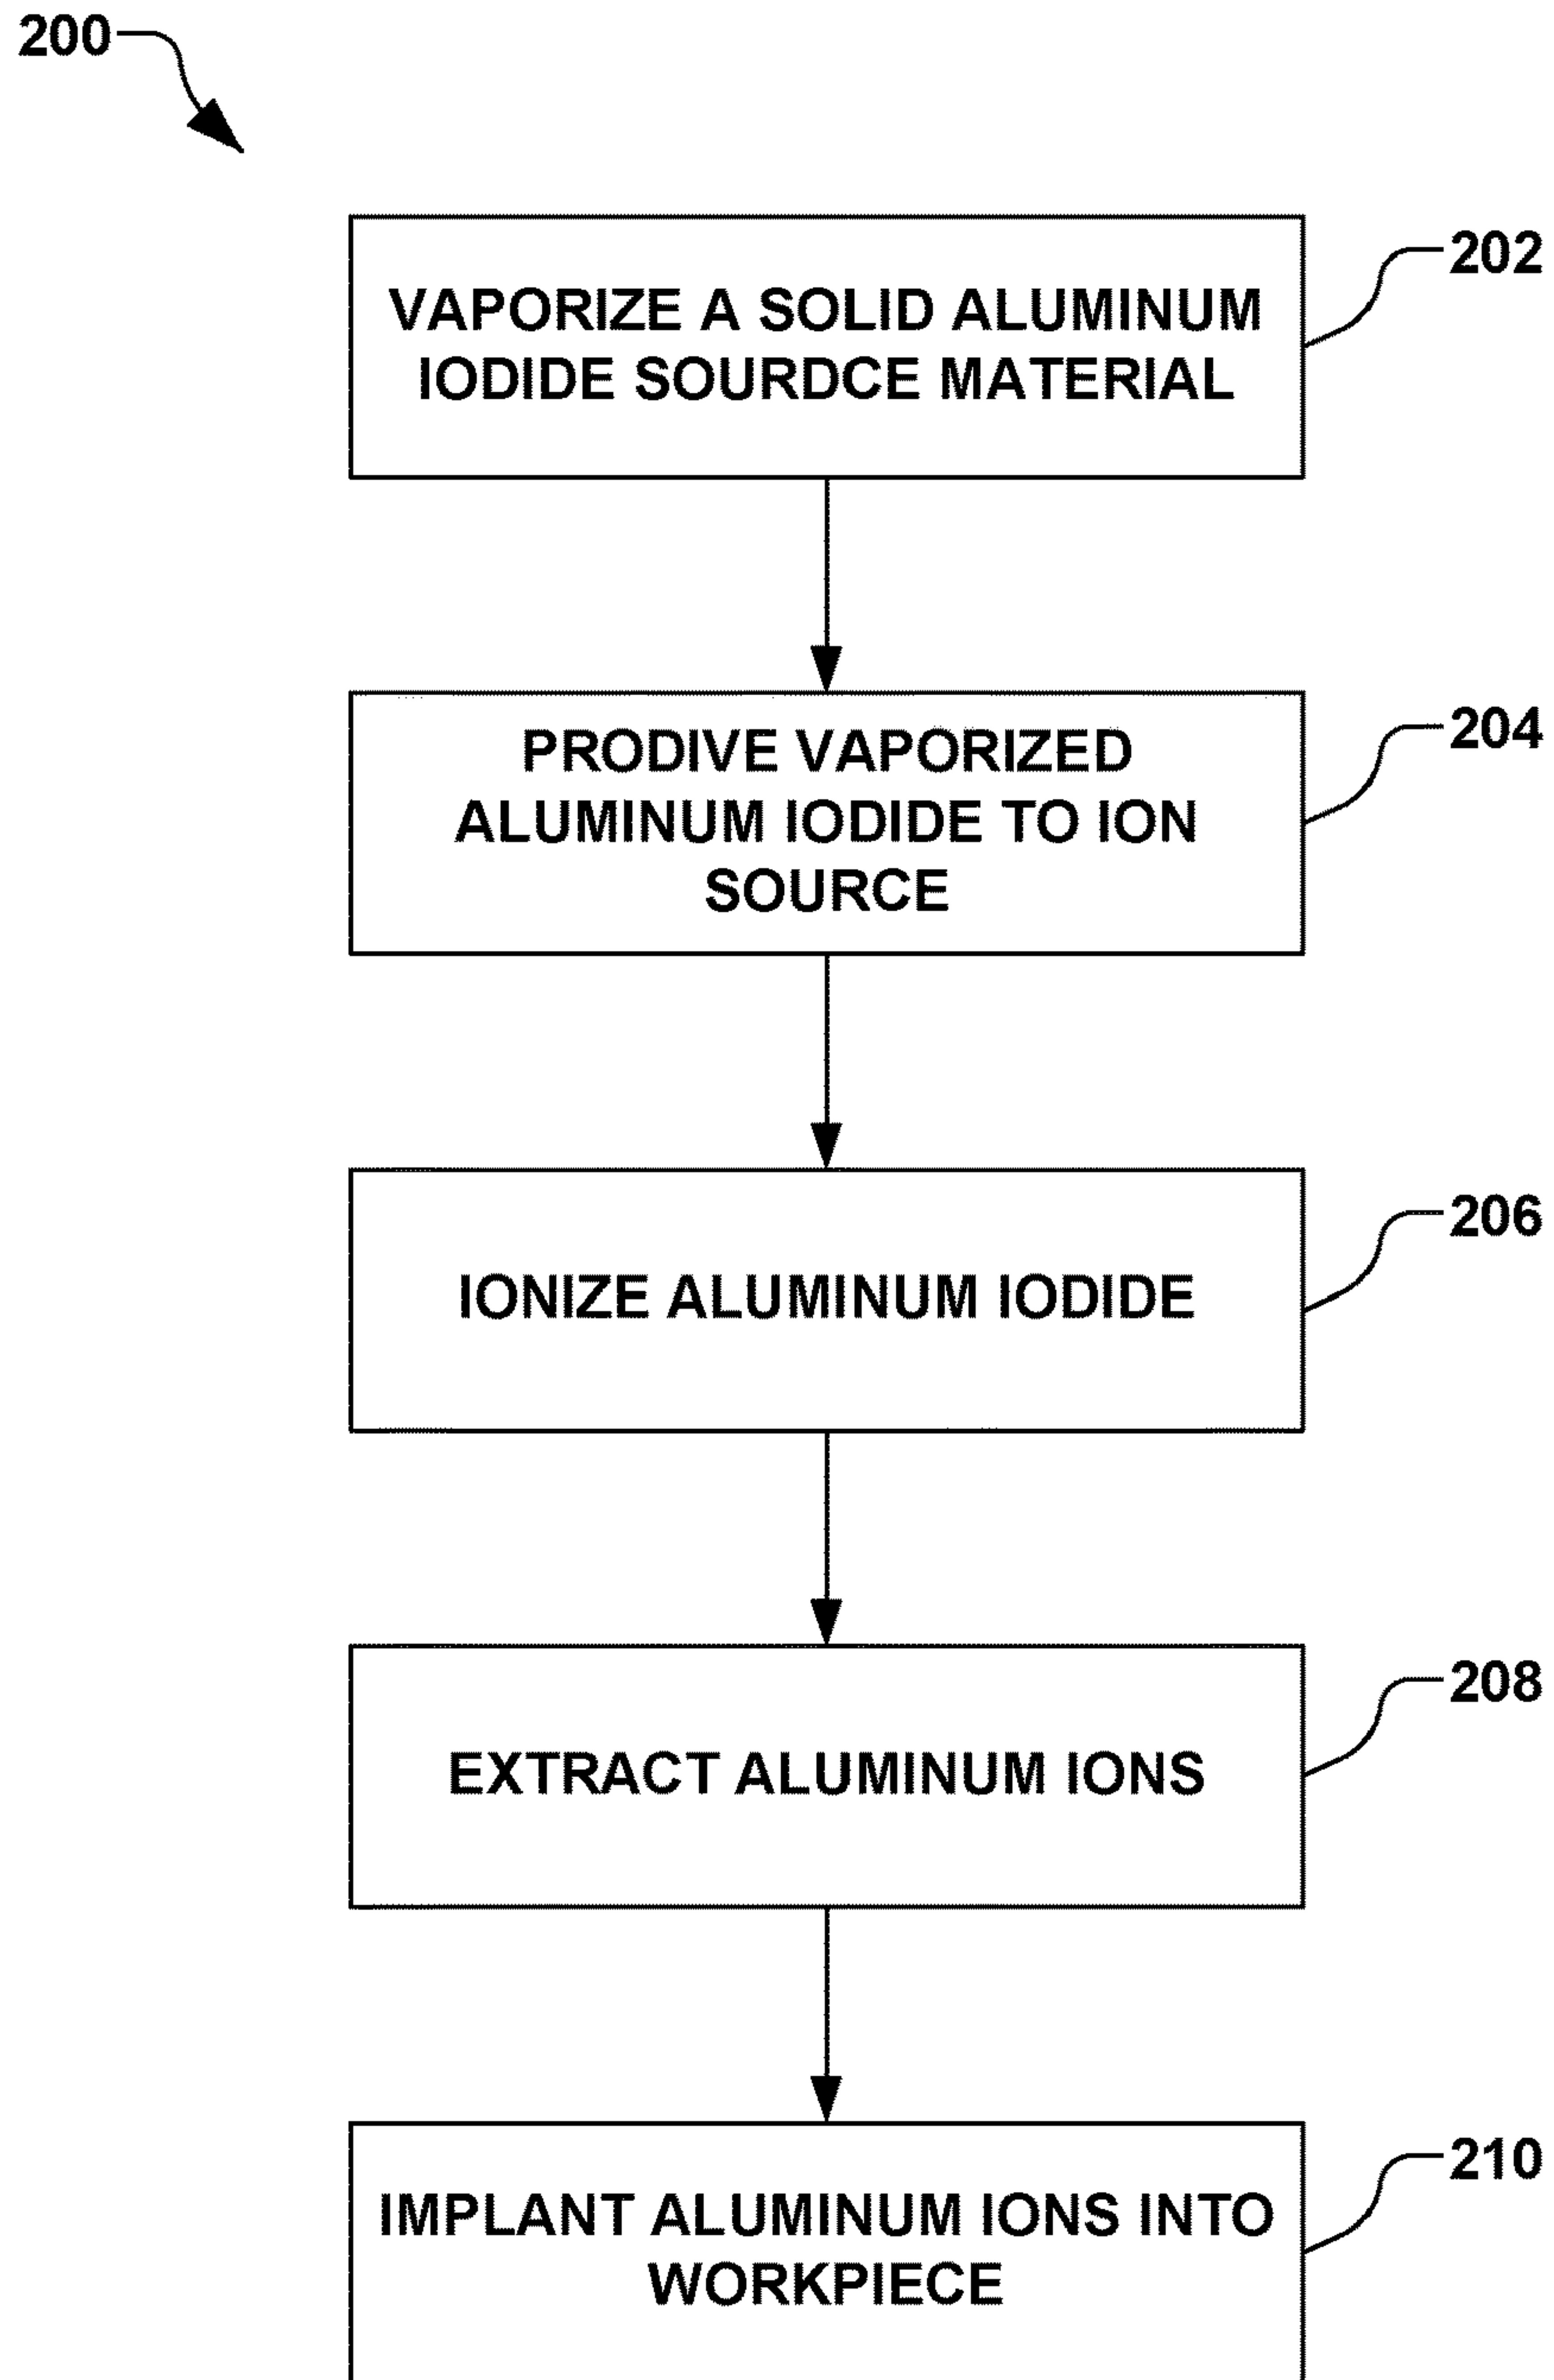 200
202
VAPORIZE A SOLID ALUMINUM
IODIDE SOURDCE MATERIAL
204
PRODIVE VAPORIZED
ALUMINUM IODIDE TO ION
SOURCE
206
IONIZE ALUMINUM IODIDE
208
EXTRACT ALUMINUM IONS
210
IMPLANT ALUMINUM IONS INTO
WORKPIECE